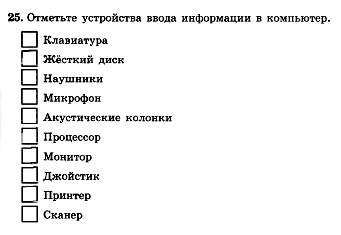 25. Отметьте устройства ввода информации в компьютер.
Клавиатура
Жёсткий диск
Наушники
Микрофон
Акустические колонки
Процессор
Монитор
Джойстик
Принтер
Сканер